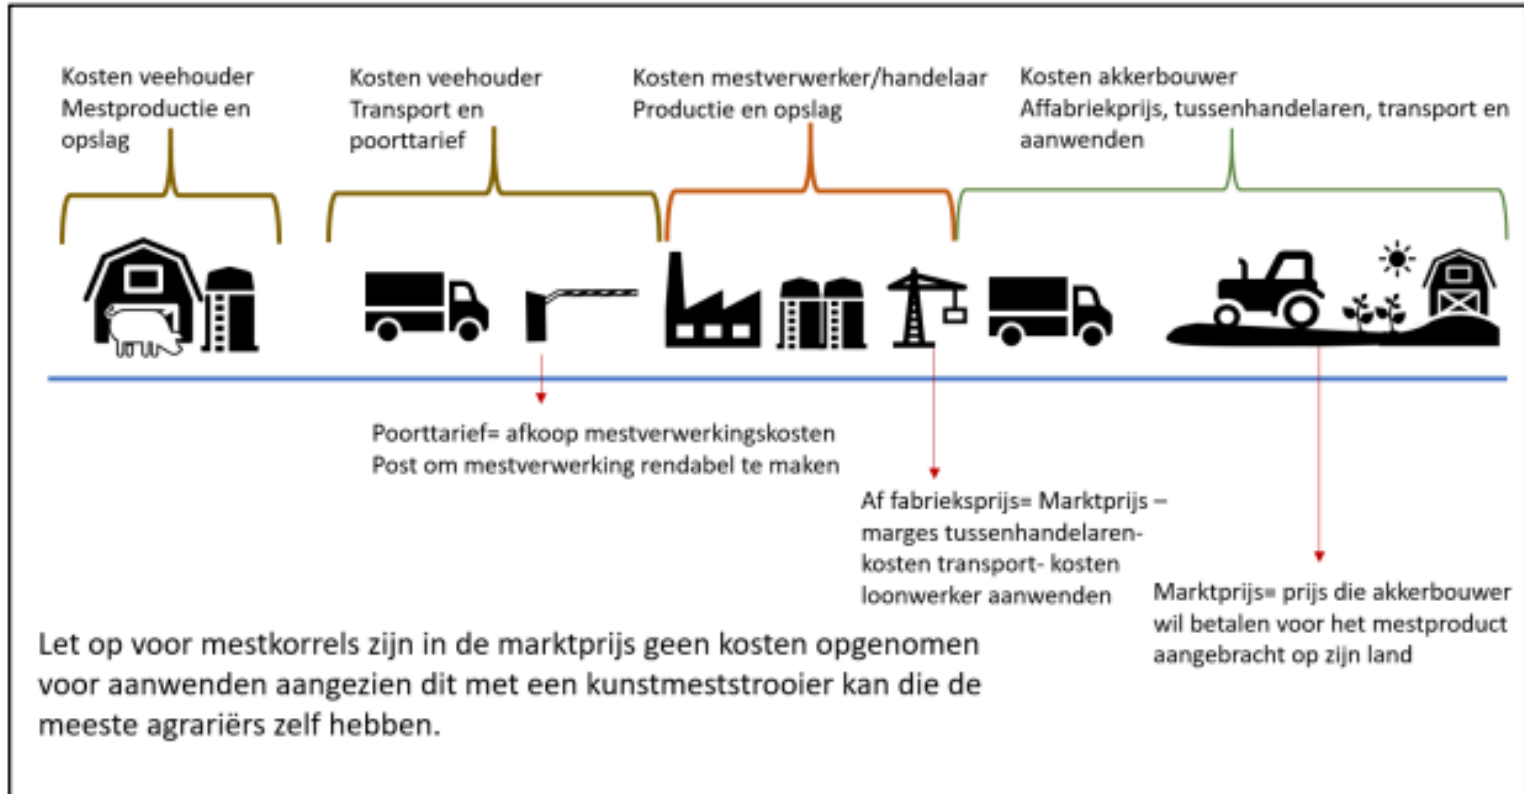 Kosten veehouder
Mestproductie en
opslag
Kosten veehouder
Transport en
poorttarief
Kosten mestverwerker/handelaar
Productie en opslag
Kosten akkerbouwer
Affabriekprijs, tussenhandelaren, transport en
aanwenden
Poorttarief= afkoop mestverwerkingskosten
Post om mestverwerking rendabel te maken
Af fabrieksprijs= Marktprijs –
marges tussenhandelaren-
kosten transport- kosten
loonwerker aanwenden
Marktprijs= prijs die akkerbouwer
wil betalen voor het mestproduct
aangebracht op zijn land
Let op voor mestkorrels zijn in de marktprijs geen kosten opgenomen
voor aanwenden aangezien dit met een kunstmeststrooier kan die de
meeste agrariërs zelf hebben.